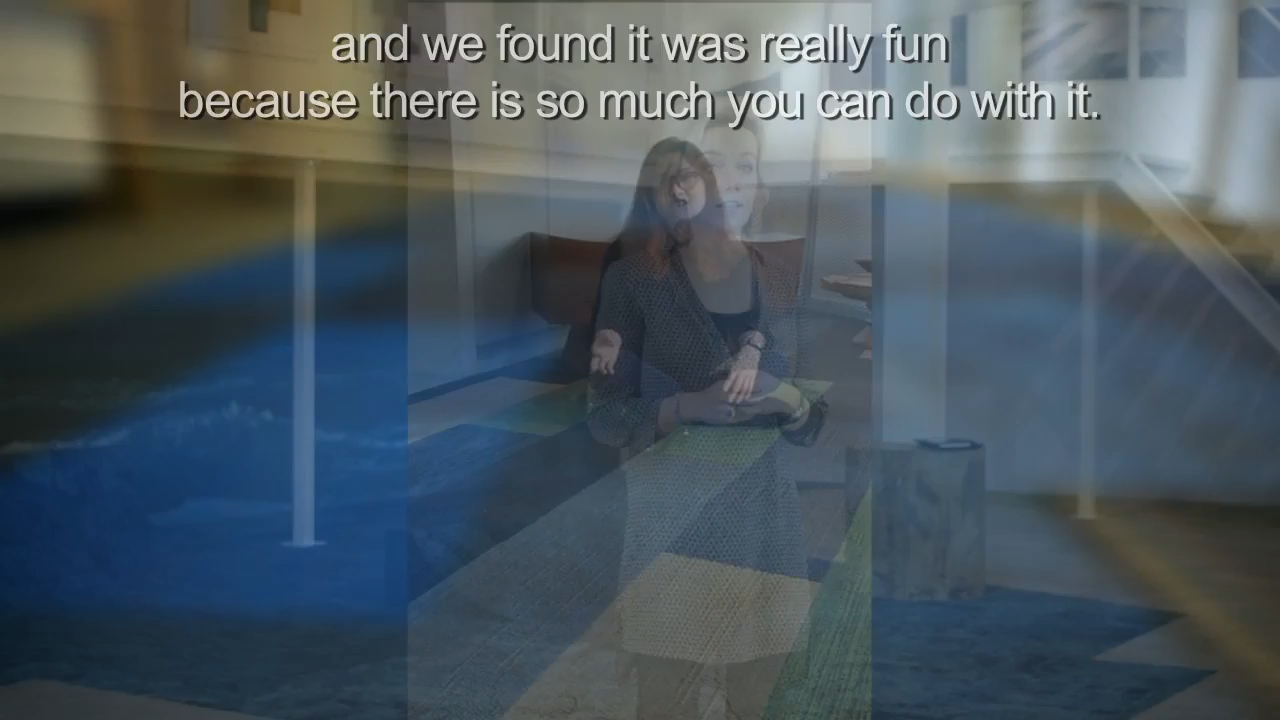 and we found it was really fun
because there is so much you can do with it.